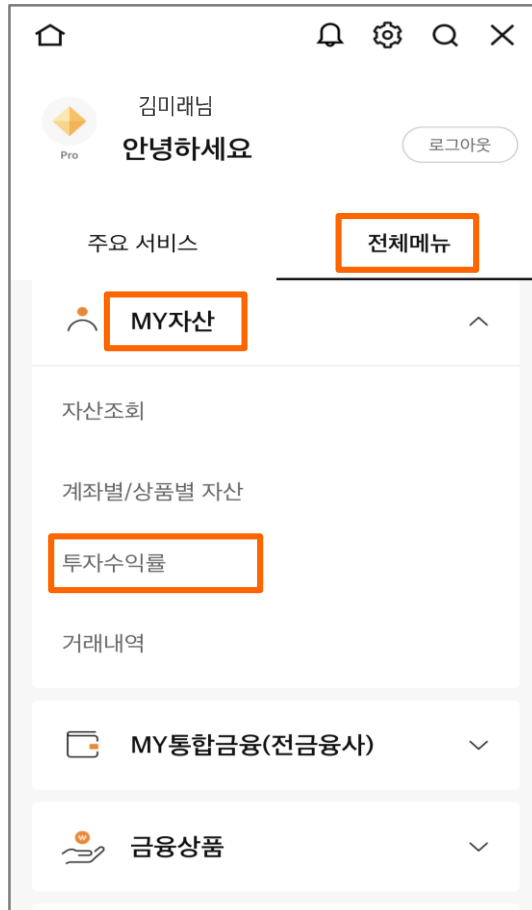 김미래님
Pro
안녕하세요
로그아웃
주요 서비스
전체메뉴
MY자산
자산조회
계좌별/상품별 자산
투자수익률
거래내역
MY통합금융(전금융사)
W
금융상품